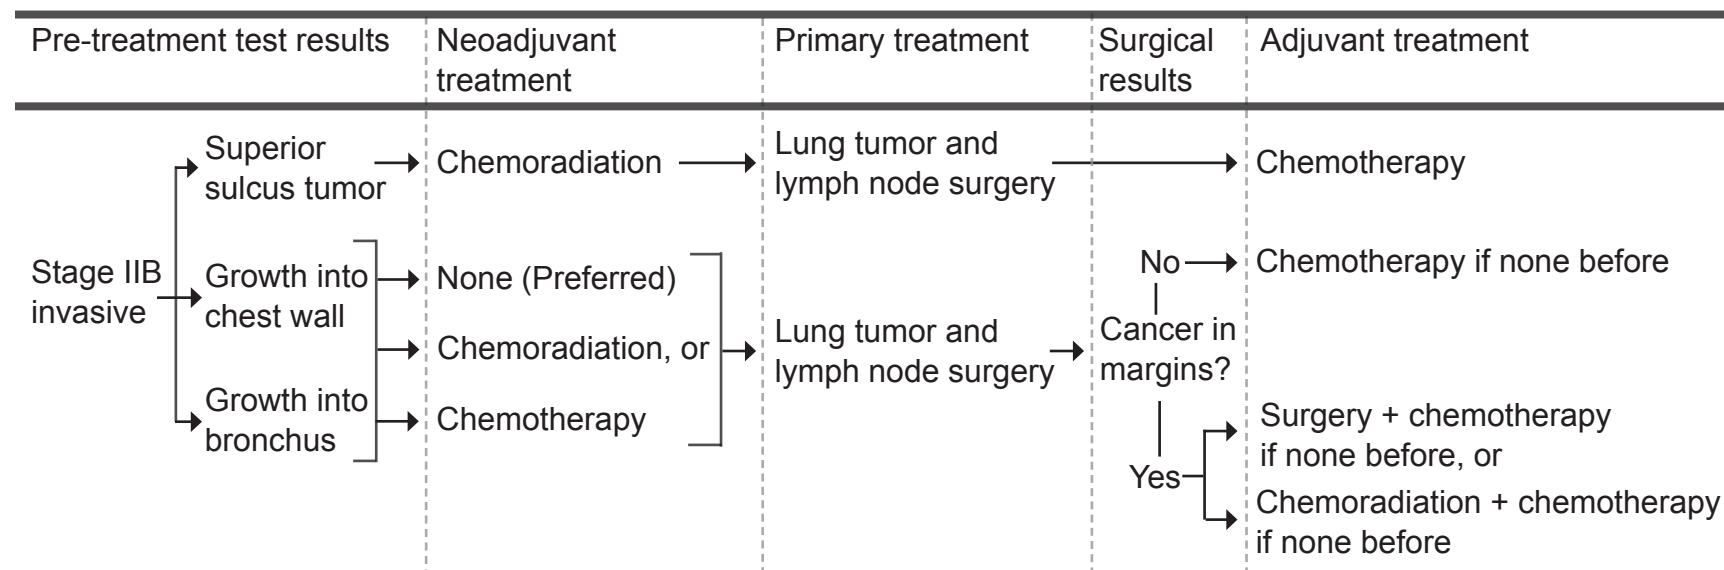 Pre-treatment test results
Neoadjuvant
treatment
Primary treatment
Surgical
results
Adjuvant treatment
Superior
sulcus tumor
Chemoradiation
Lung tumor and
lymph node surgery
Chemotherapy
Stage IIB
invasive
Growth into
chest wall
Growth into
bronchus
None (Preferred)
Chemoradiation, or
Chemotherapy
Lung tumor and
lymph node surgery
No
Cancer in
margins?
Yes
Chemotherapy if none before
Surgery + chemotherapy
if none before, or
Chemoradiation + chemotherapy
if none before